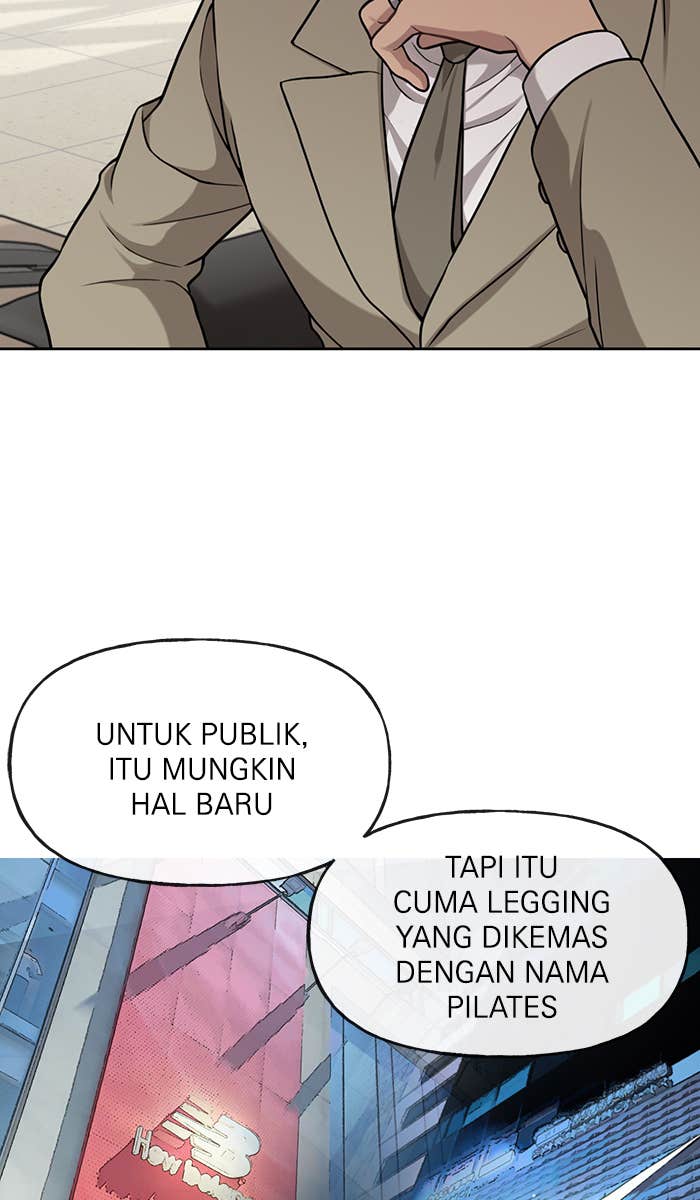 UNTUK PUBLIK,
ITU MUNGKIN
HAL BARU
TAPI ITU
CUMA LEGGING
YANG DIKEMAS
DENGAN NAMA
PILATES